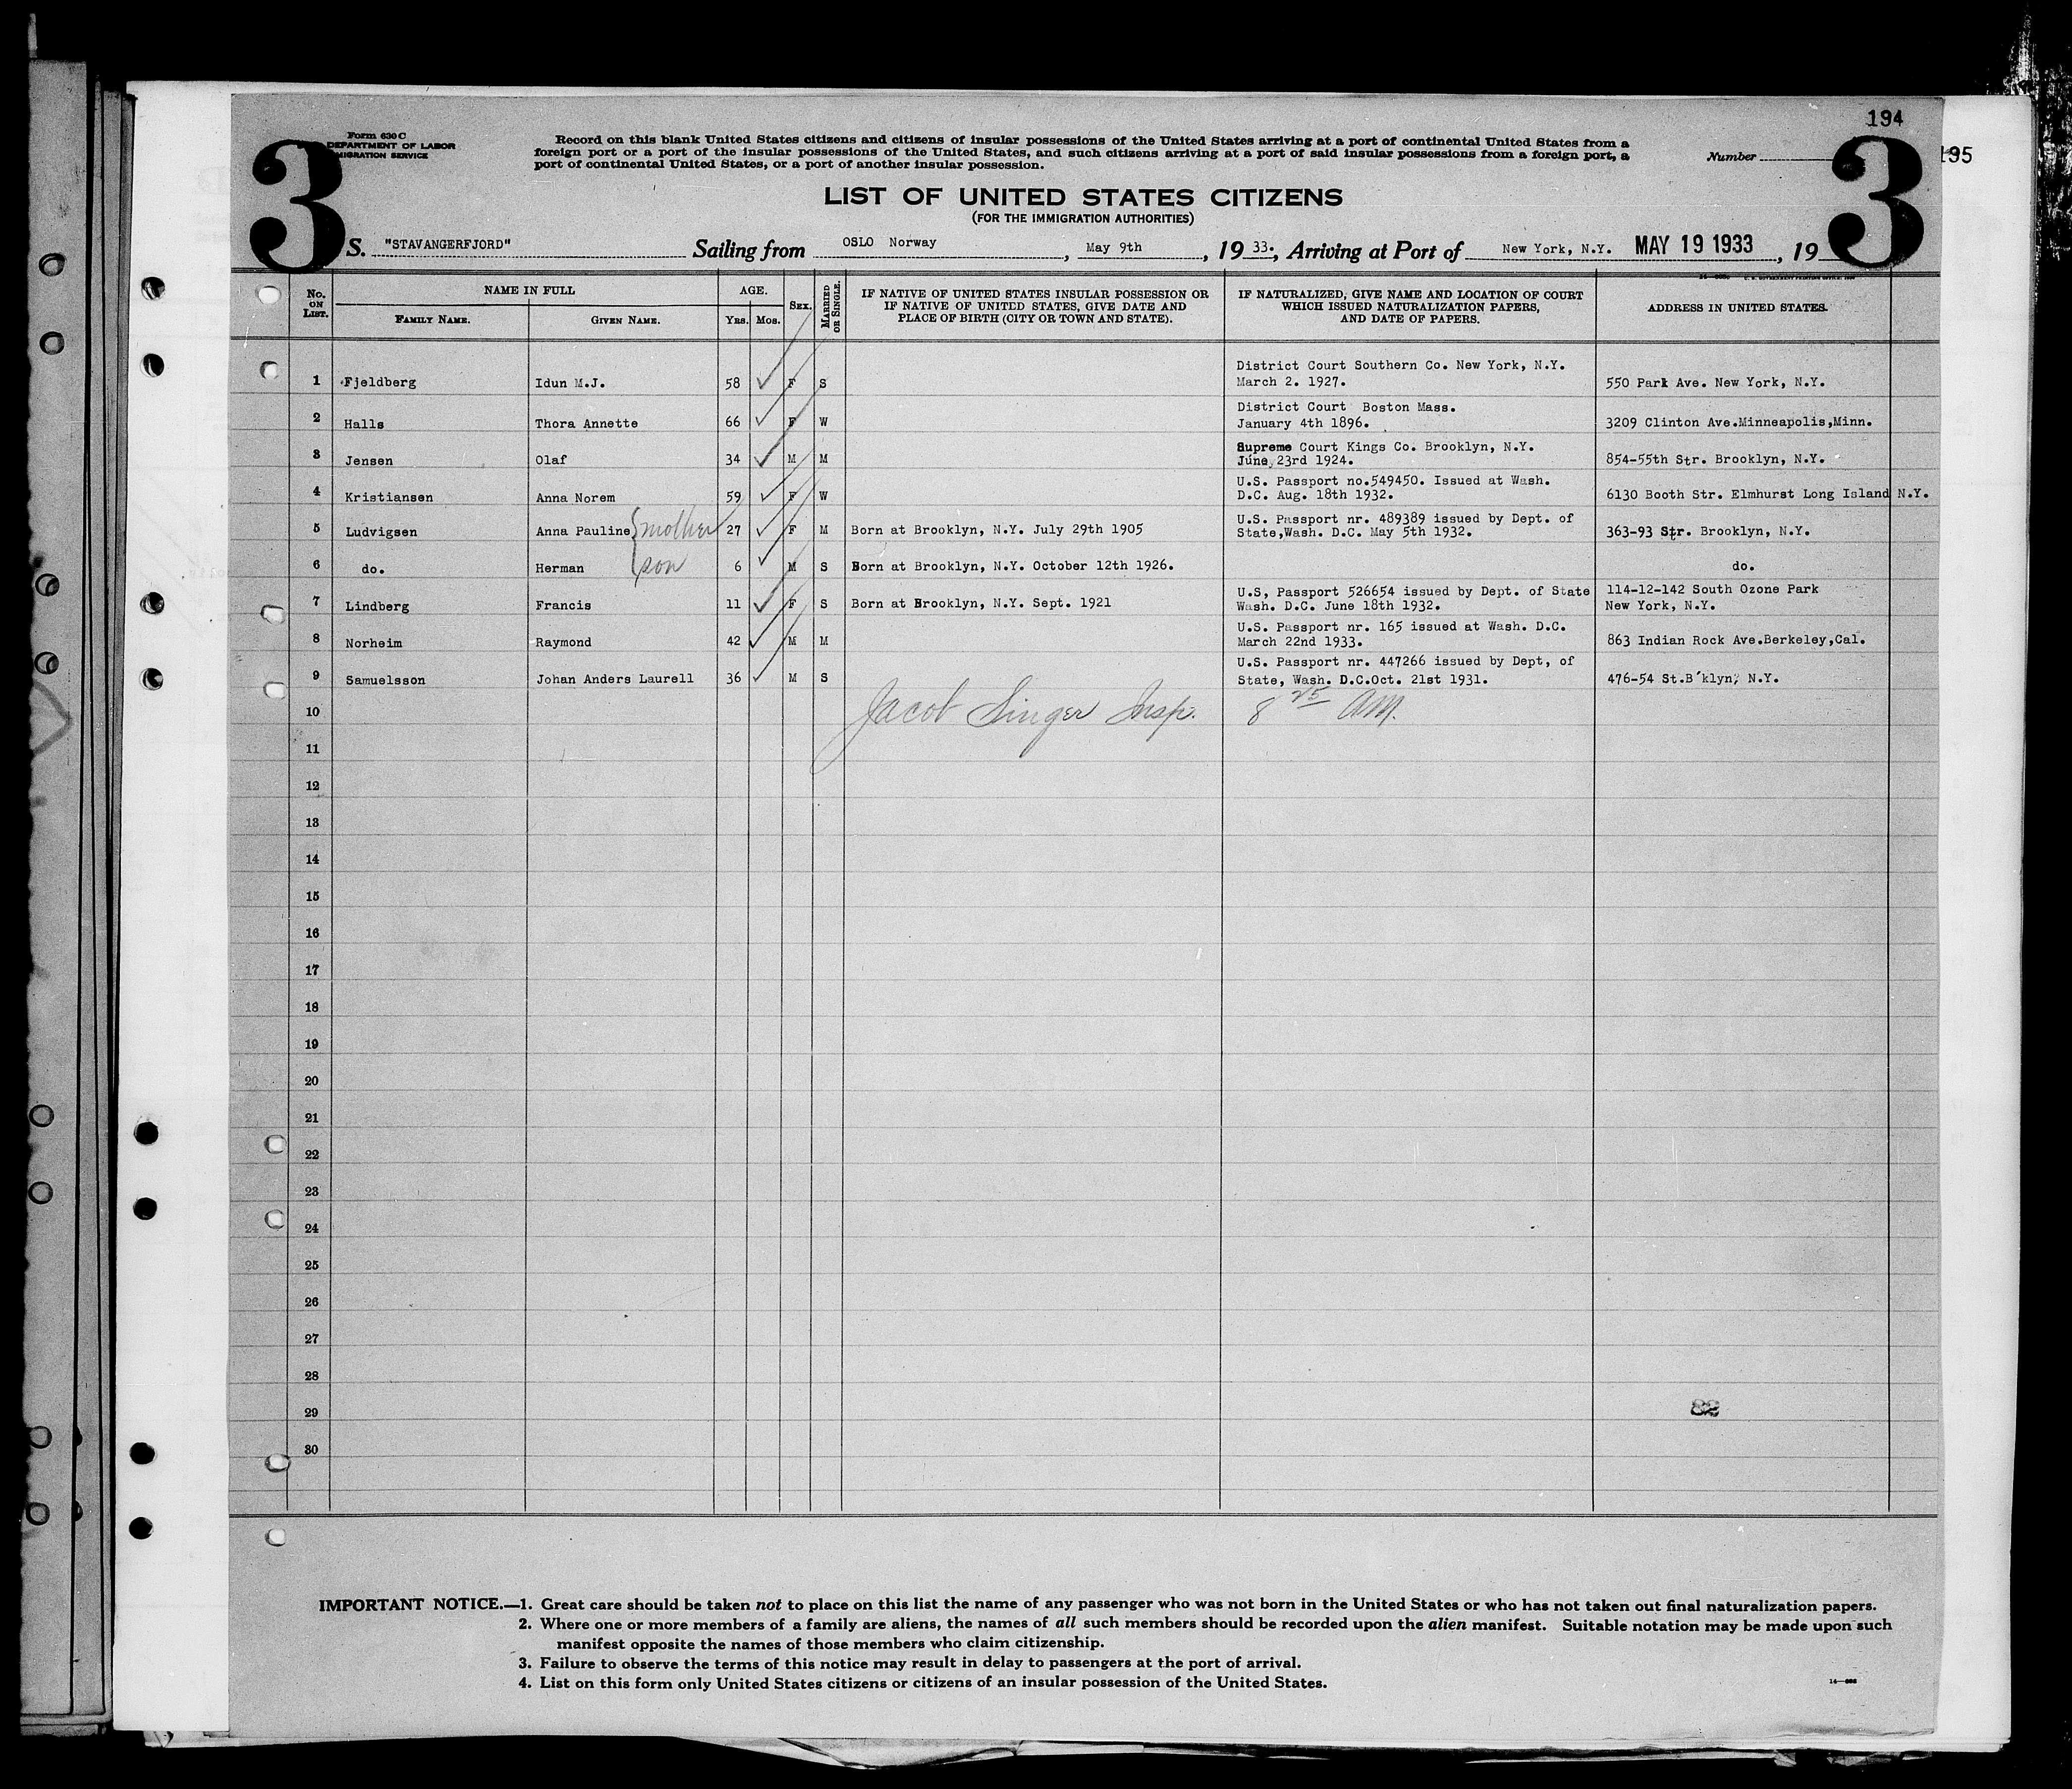 194
195
Form 630 C
DEPARTMENT OF LABOR
MIGRATION SERVICE
3
3
Record on this blank United States citizens and citizens of insular possessions of the United States arriving at a port of continental United States from a
foreign port or a port of the insular possessions of the United States, and such citizens arriving at a port of said insular possessions from a foreign port, a
port of continental United States, or a port of another insular possession.
Number
LIST OF UNITED STATES CITIZENS
(FOR THE IMMIGRATION AUTHORITIES)
S. "STAVANGERFJORD" Sailing from OSLO Norway, May 9th, 1933., Arriving at Port of New York, N.Y. MAY 19 1933, 19
No. ON LIST. NAME IN FULL AGE. SEX. MARRIED OR SINGLE. IF NATIVE OF UNITED STATES INSULAR POSSESSION OR IF NATIVE OF UNITED STATES, GIVE DATE AND PLACE OF BIRTH (CITY OR TOWN AND STATE). IF NATURALIZED, GIVE NAME AND LOCATION OF COURT WHICH ISSUED NATURALIZATION PAPERS, AND DATE OF PAPERS. ADDRESS IN UNITED STATES.
FAMILY NAME. GIVEN NAME. YRS. MOS.
District Court Southern Co. New York, N.Y.
1 Fjeldberg Idun M.J. 58 F S March 2. 1927. 550 Park Ave. New York, N.Y.
District Court Boston Mass.
2 Halls Thora Annette 66 F W January 4th 1896. 3209 Clinton Ave.Minneapolis,Minn.
Supreme Court Kings Co. Brooklyn, N.Y.
3 Jensen Olaf 34 M M June 23rd 1924. 854-55th Str. Brooklyn, N.Y.
U.S. Passport no.549450. Issued at Wash.
4 Kristiansen Anna Norem 59 F W D.C. Aug. 18th 1932. 6130 Booth Str. Elmhurst Long Island N.Y.
U.S. Passport nr. 489389 issued by Dept. of
5 Ludvigsen Anna Pauline mother 27 F M Born at Brooklyn, N.Y. July 29th 1905 State,Wash. D.C. May 5th 1932. 363-93 Str. Brooklyn, N.Y.
6 do. Herman son 6 M S Born at Brooklyn, N.Y. October 12th 1926. do.
U.S, Passport 526654 issued by Dept. of State 114-12-142 South Ozone Park
7 Lindberg Francis 11 F S Born at Brooklyn, N.Y. Sept. 1921 Wash. D.C. June 18th 1932. New York, N.Y.
U.S. Passport nr. 165 issued at Wash. D.C.
8 Norheim Raymond 42 M M March 22nd 1933. 863 Indian Rock Ave.Berkeley,Cal.
U.S. Passport nr. 447266 issued by Dept, of
9 Samuelsson Johan Anders Laurell 36 M S State, Wash. D.C.Oct. 21st 1931. 476-54 St.B'klyn, N.Y.
10 Jacob Singer Insp. 8 25 AM.
11
12
13
14
15
16
17
18
19
20
21
22
23
24
25
26
27
28
29 82
30
IMPORTANT NOTICE.—1. Great care should be taken not to place on this list the name of any passenger who was not born in the United States or who has not taken out final naturalization papers.
2. Where one or more members of a family are aliens, the names of all such members should be recorded upon the alien manifest. Suitable notation may be made upon such
manifest opposite the names of those members who claim citizenship.
3. Failure to observe the terms of this notice may result in delay to passengers at the port of arrival.
4. List on this form only United States citizens or citizens of an insular possession of the United States.